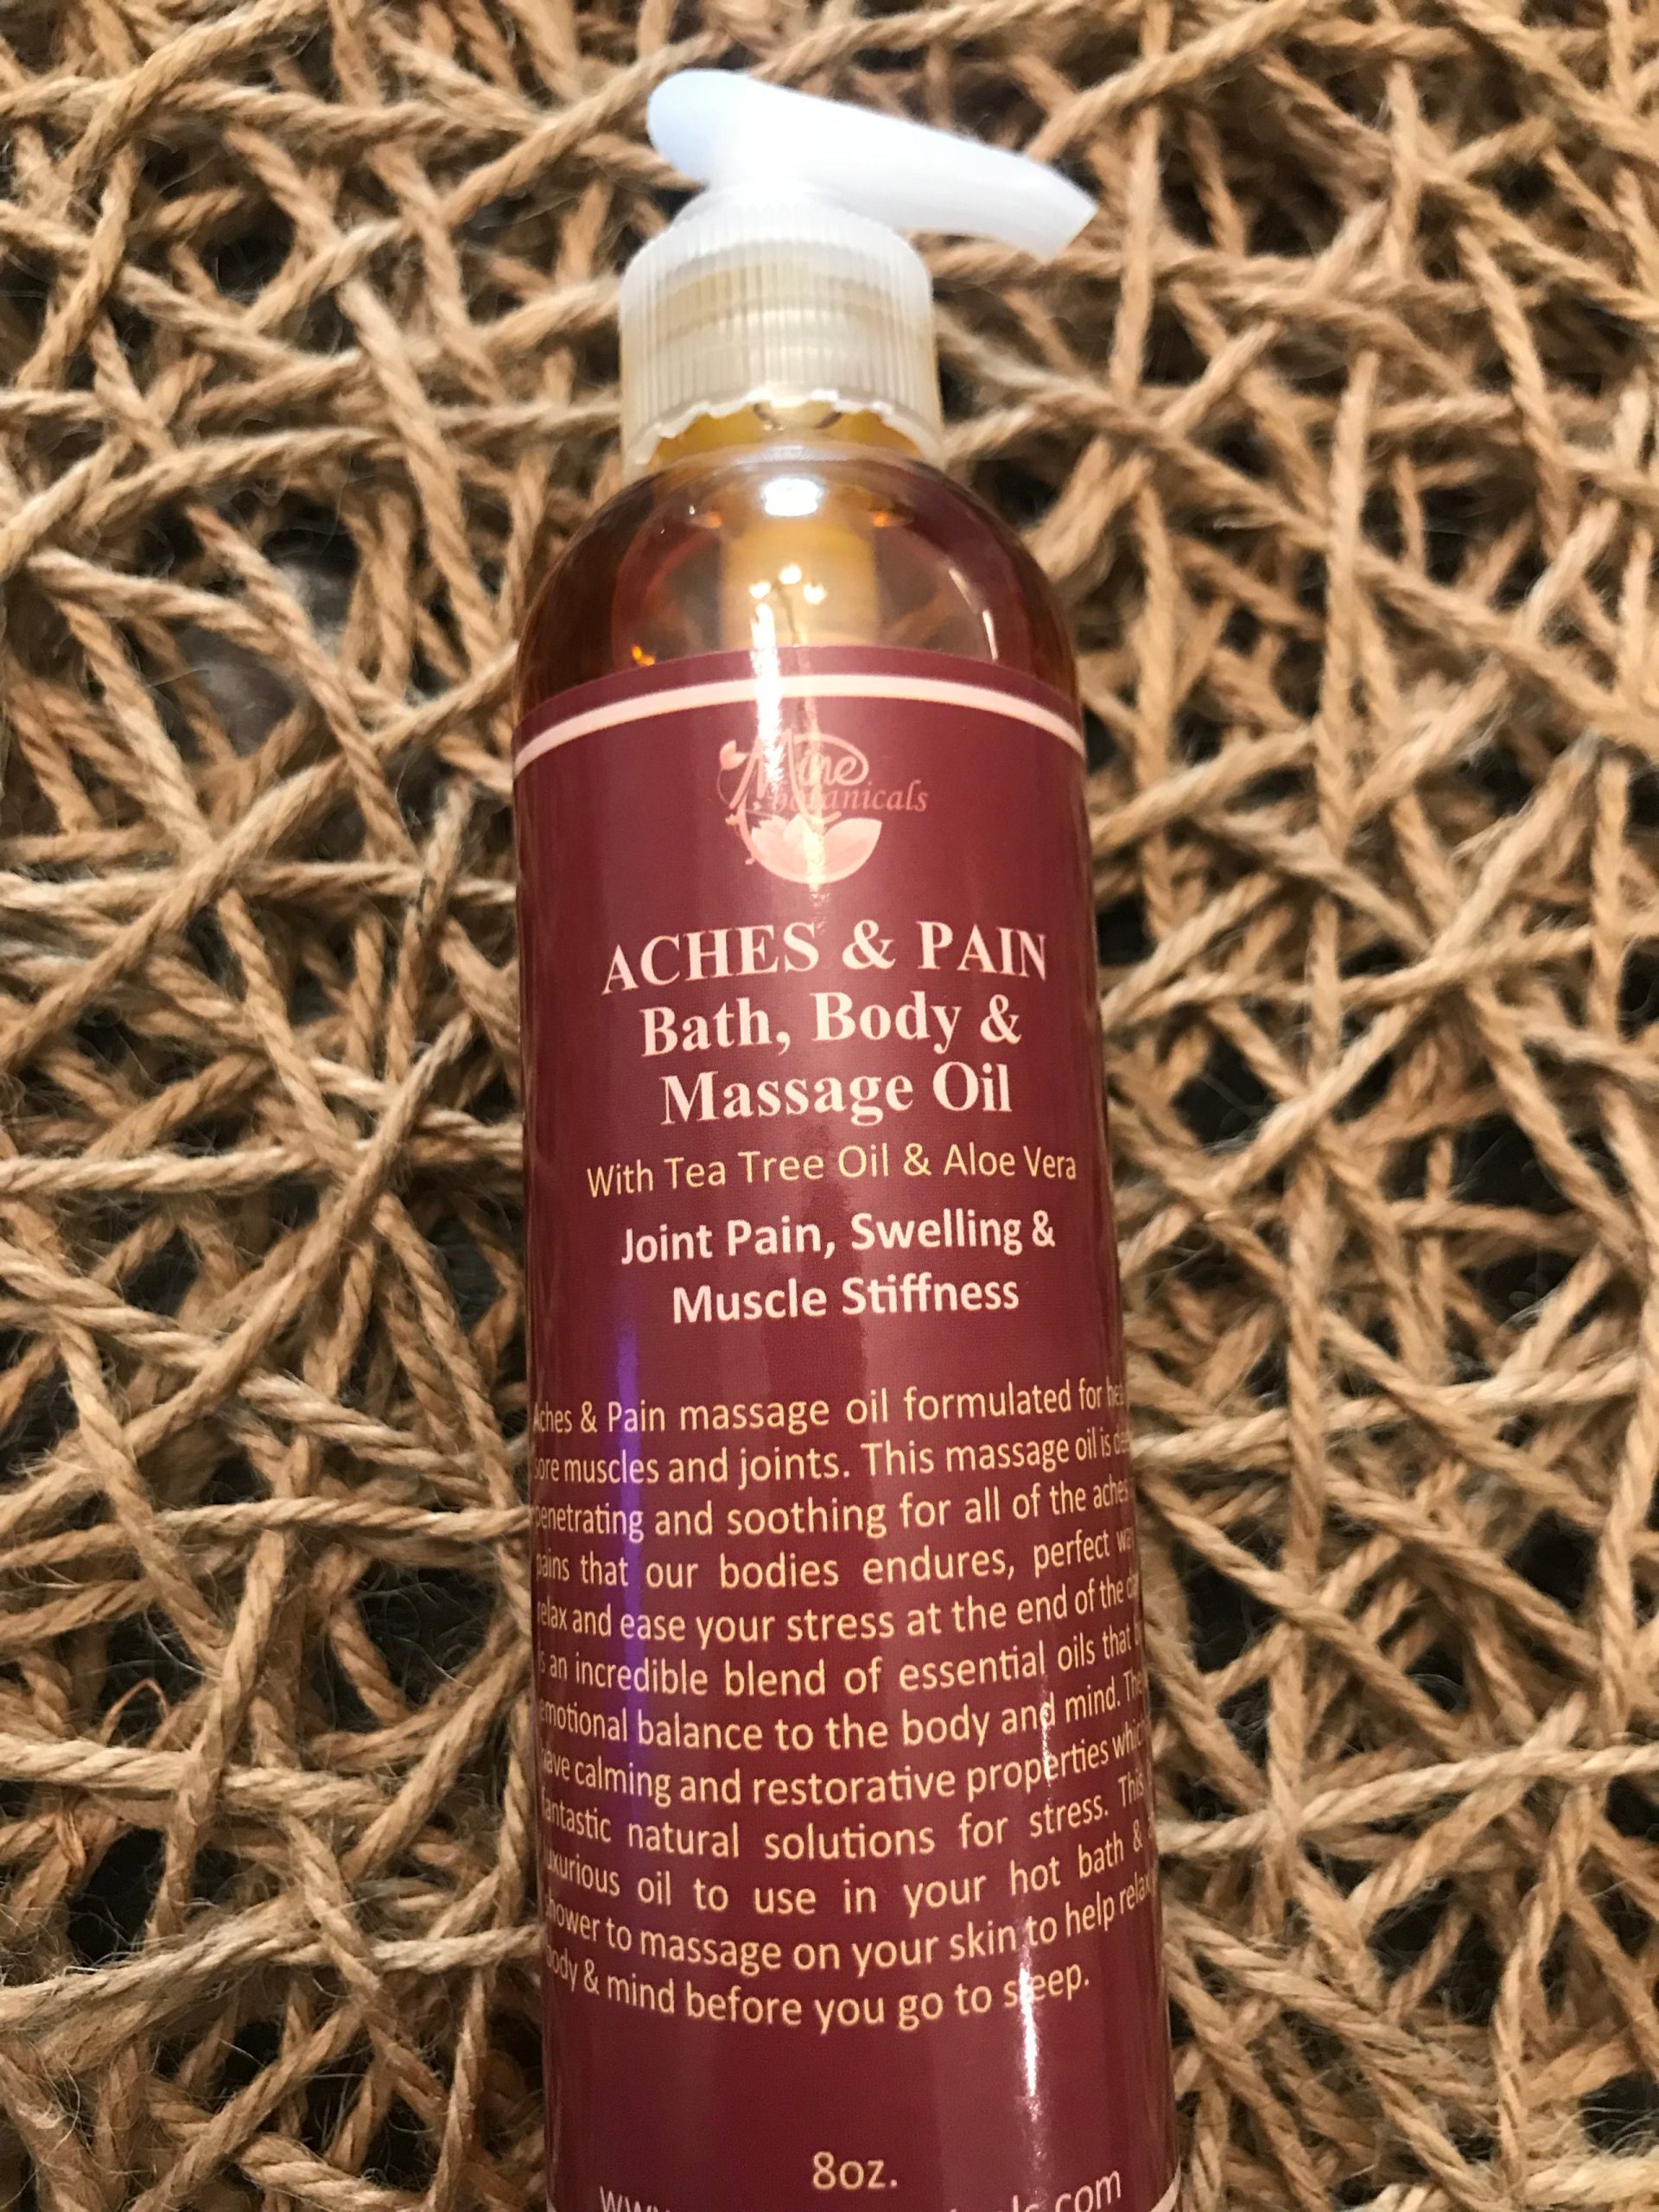 Mine
botanicals
ACHES & PAIN
Bath, Body &
Massage Oil
With Tea Tree Oil & Aloe Vera
Joint Pain, Swelling &
Muscle Stiffness
Aches & Pain massage oil formulated for
sore muscles and joints. This massage oil is
penetrating and soothing for all of the aches
pains that our bodies endures, perfect
relax and ease your stress at the end of the
is an incredible blend of essential oils that
emotional balance to the body and mind.
have calming and restorative properties which
fantastic natural solutions for stress. This
luxurious oil to use in your hot bath &
shower to massage on your skin to help relax
body & mind before you go to sleep.
8oz.